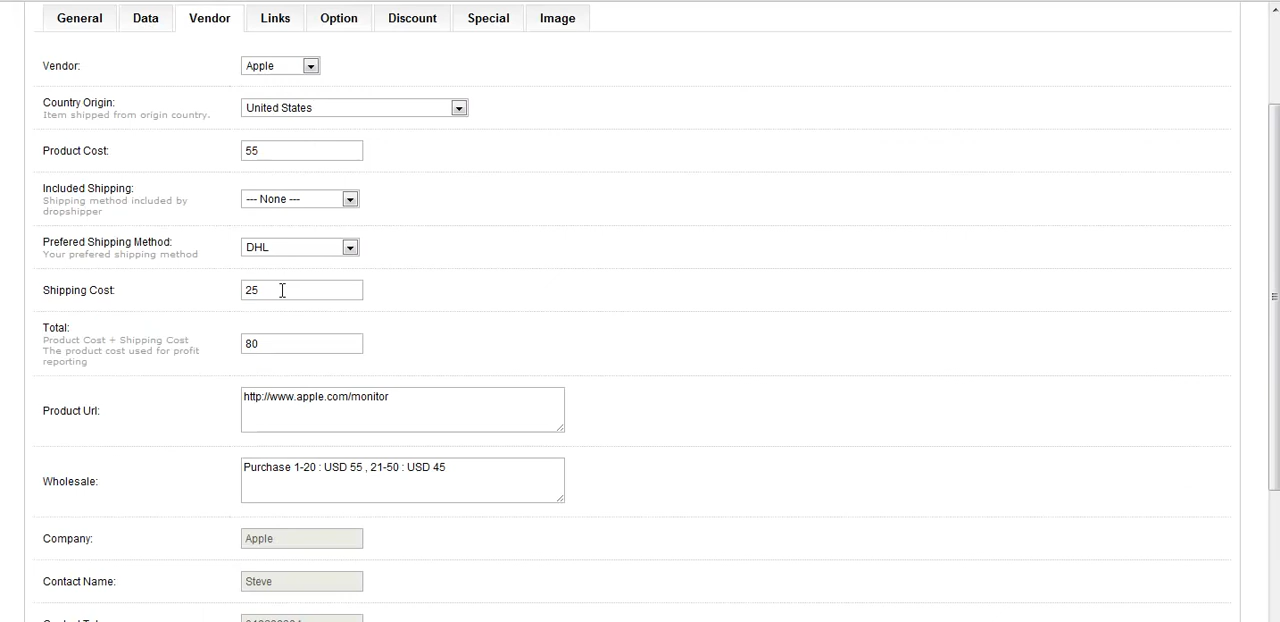 General Data Vendor Links Option Discount Special Image
Vendor: Apple
Country Origin: United States
Item shipped from origin country.
Product Cost: 55
Included Shipping: --- None ---
Shipping method included by
dropshipper
Prefered Shipping Method: DHL
Your prefered shipping method
Shipping Cost: 25
Total: 80
Product Cost + Shipping Cost
The product cost used for profit
reporting
Product Url: http://www.apple.com/monitor
Wholesale: Purchase 1-20 : USD 55 , 21-50 : USD 45
Company: Apple
Contact Name: Steve